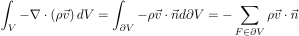 ∫_V −∇ · (ρv⃗) dV = ∫_{∂V} −ρv⃗ · n⃗d∂V = − ∑_{F∈∂V} ρv⃗ · n⃗